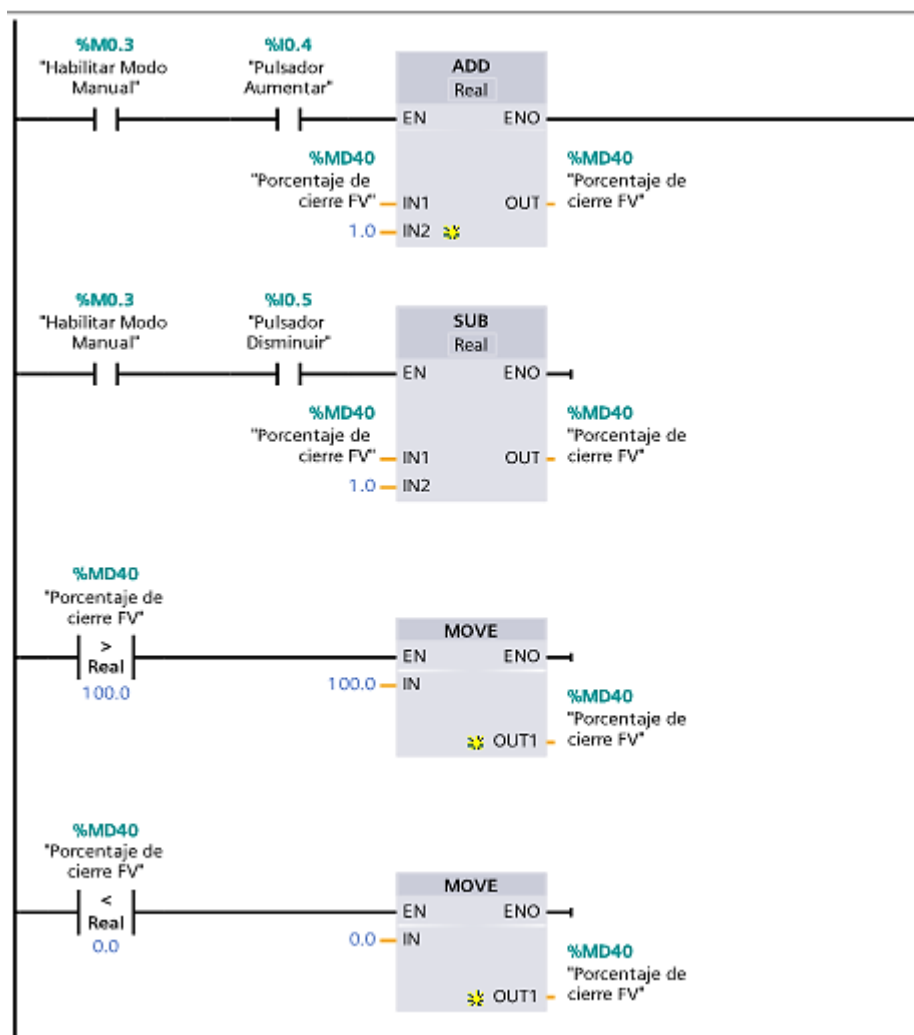 %M0.3
"Habilitar Modo
Manual"
%I0.4
"Pulsador
Aumentar"
ADD
Real
EN
ENO
%MD40
"Porcentaje de
cierre FV"
IN1
1.0
IN2
OUT
%MD40
"Porcentaje de
cierre FV"
%M0.3
"Habilitar Modo
Manual"
%I0.5
"Pulsador
Disminuir"
SUB
Real
EN
ENO
%MD40
"Porcentaje de
cierre FV"
IN1
1.0
IN2
OUT
%MD40
"Porcentaje de
cierre FV"
%MD40
"Porcentaje de
cierre FV"
>
Real
100.0
MOVE
EN
ENO
100.0
IN
OUT1
%MD40
"Porcentaje de
cierre FV"
%MD40
"Porcentaje de
cierre FV"
<
Real
0.0
MOVE
EN
ENO
0.0
IN
OUT1
%MD40
"Porcentaje de
cierre FV"